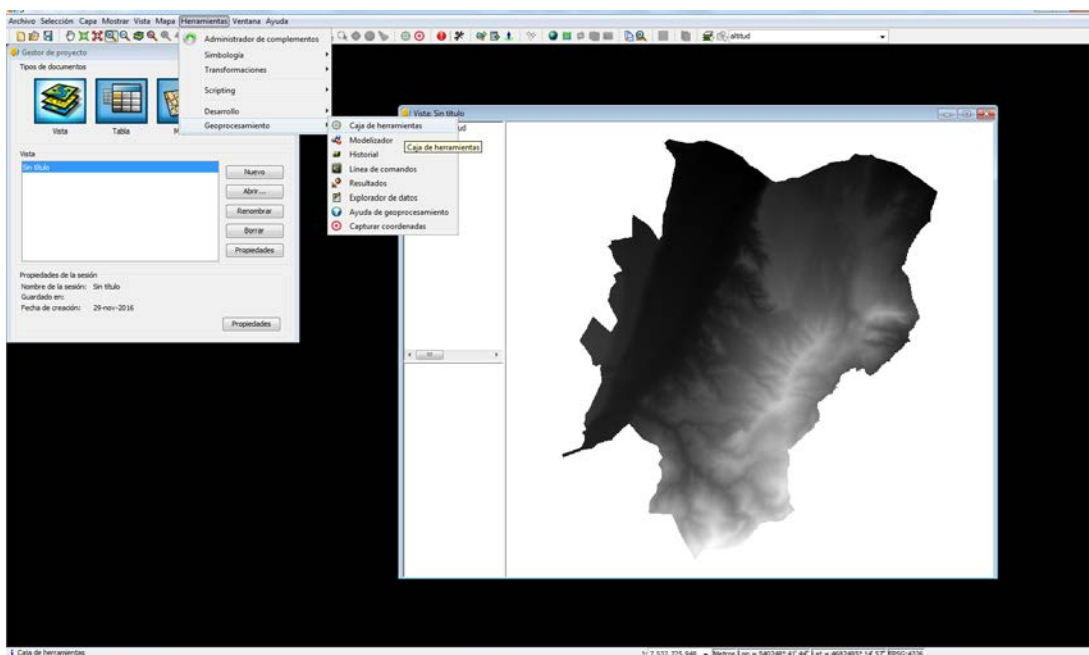 Archivo Selección Capa Mostrar Vista Mapa Herramientas Ventana Ayuda
altitud
Gestor de proyecto
Tipos de documentos
Vista
Tabla
Vista
Sin título
Nuevo
Abrir...
Renombrar
Borrar
Propiedades
Propiedades de la sesión
Nombre de la sesión: Sin título
Guardado en:
Fecha de creación: 29-nov-2016
Propiedades
Administrador de complementos
Simbología
Transformaciones
Scripting
Desarrollo
Geoprocesamiento
Caja de herramientas
Modelizador
Historial
Línea de comandos
Resultados
Explorador de datos
Ayuda de geoprocesamiento
Capturar coordenadas
Caja de herramientas
Vista: Sin título
Caja de herramientas
Metros
EPSG:4326